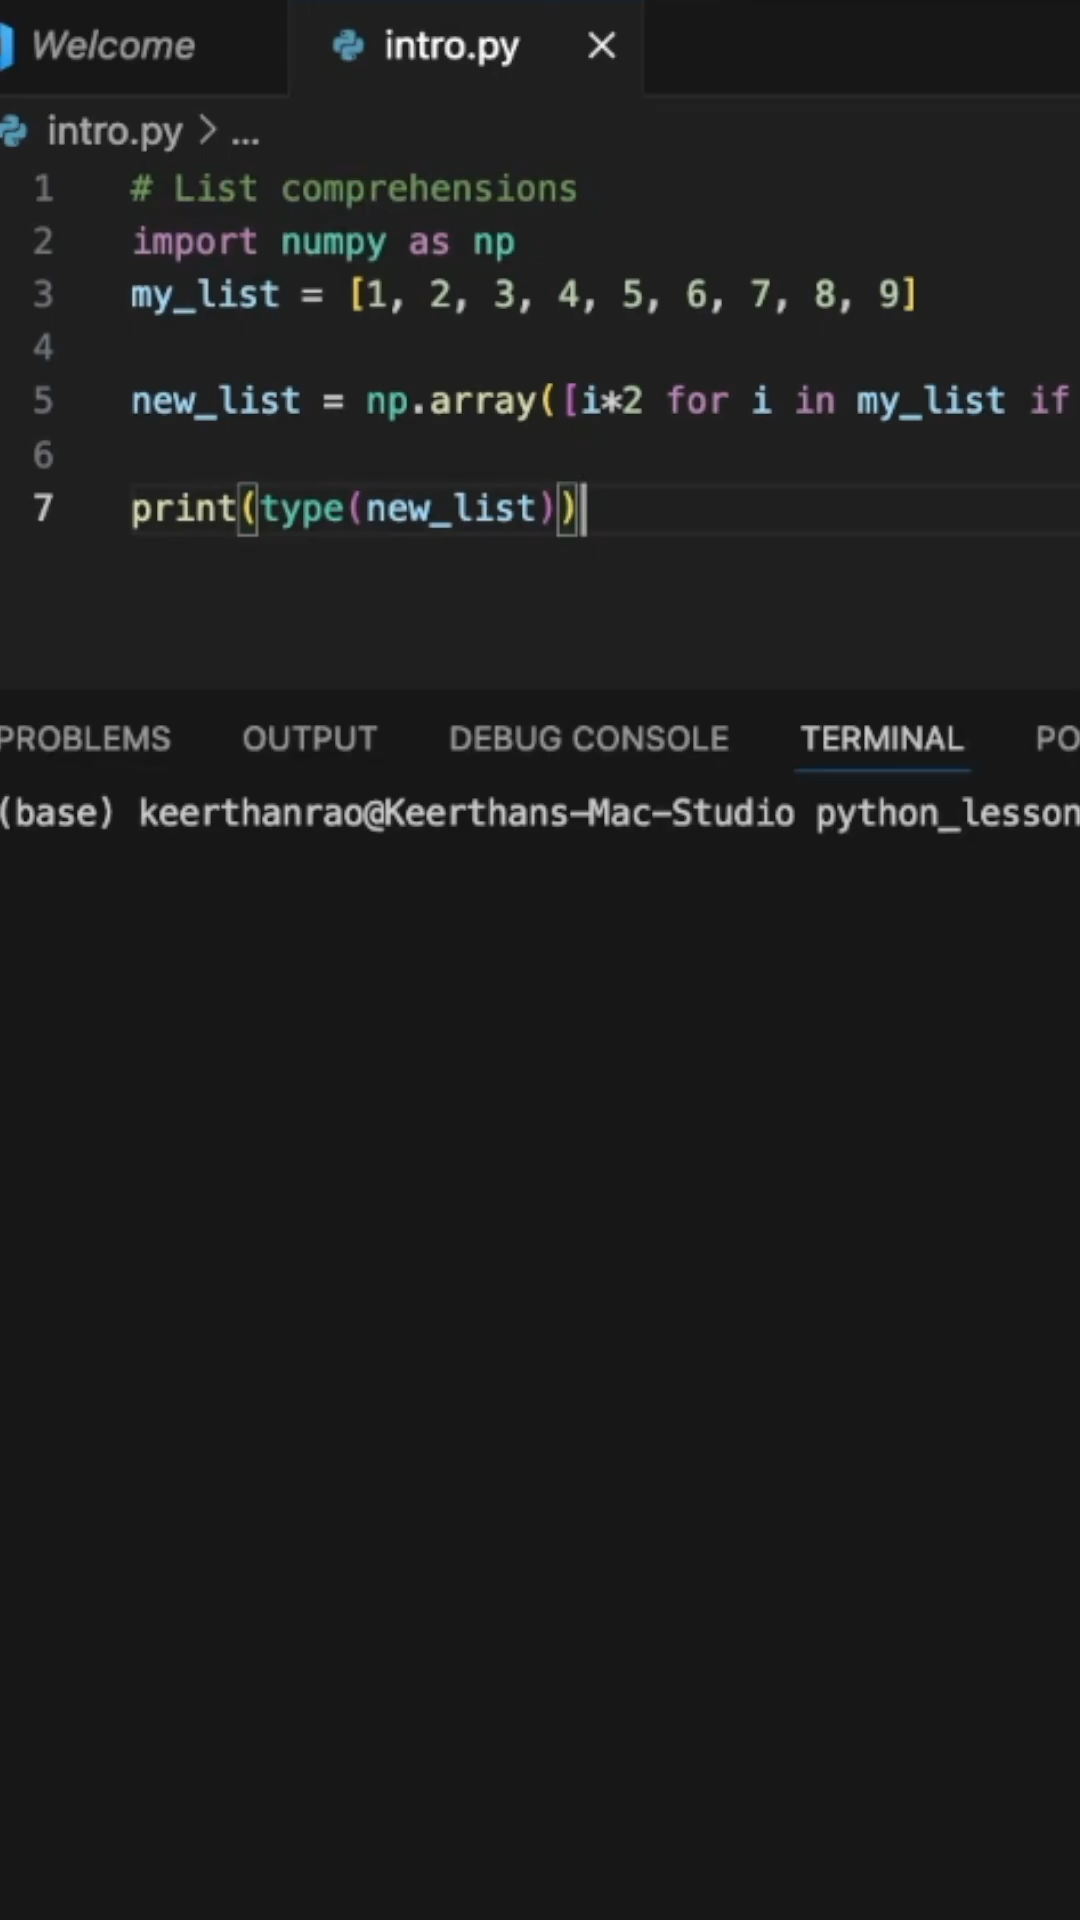 Welcome
intro.py
intro.py > ...
1 # List comprehensions
2 import numpy as np
3 my_list = [1, 2, 3, 4, 5, 6, 7, 8, 9]
4
5 new_list = np.array([i*2 for i in my_list if
6
7 print(type(new_list))
PROBLEMS OUTPUT DEBUG CONSOLE TERMINAL PO
(base) keerthanrao@Keerthans-Mac-Studio python_lesson